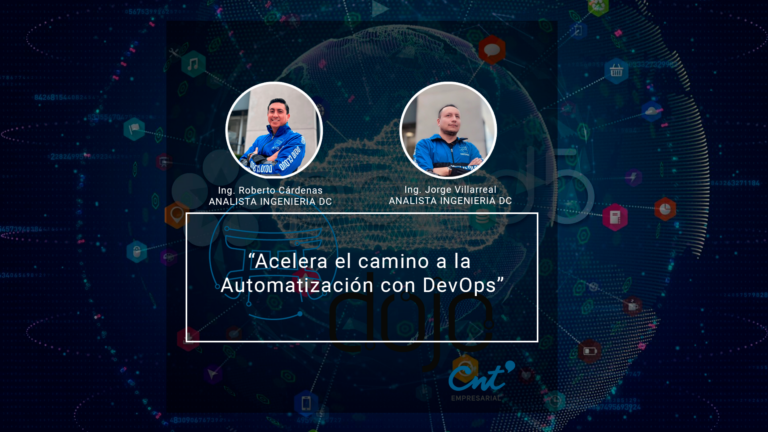 Ing. Roberto Cárdenas
ANALISTA INGENIERIA DC
Ing. Jorge Villarreal
ANALISTA INGENIERIA DC
“Acelera el camino a la
Automatización con DevOps”
dojo
Cnt
EMPRESARIAL